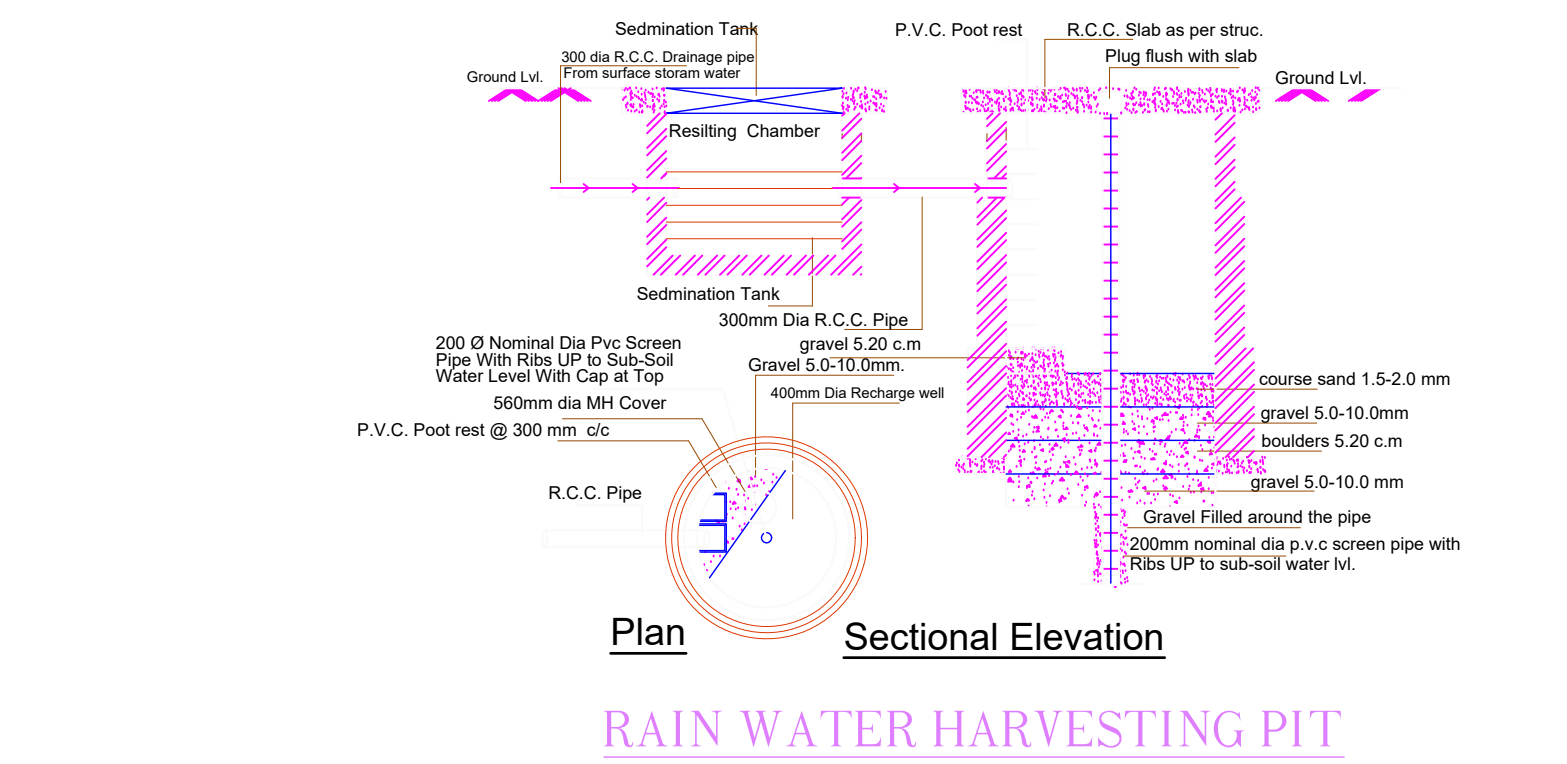 Sedmination Tank
300 dia R.C.C. Drainage pipe
From surface storam water
Ground Lvl.
Resilting Chamber
P.V.C. Poot rest
R.C.C. Slab as per struc.
Plug flush with slab
Ground Lvl.
Sedmination Tank
300mm Dia R.C.C. Pipe
gravel 5.20 c.m
Gravel 5.0-10.0mm.
400mm Dia Recharge well
200 Ø Nominal Dia Pvc Screen
Pipe With Ribs UP to Sub-Soil
Water Level With Cap at Top
560mm dia MH Cover
P.V.C. Poot rest @ 300 mm c/c
R.C.C. Pipe
course sand 1.5-2.0 mm
gravel 5.0-10.0mm
boulders 5.20 c.m
gravel 5.0-10.0 mm
Gravel Filled around the pipe
200mm nominal dia p.v.c screen pipe with
Ribs UP to sub-soil water lvl.
Plan
Sectional Elevation
RAIN WATER HARVESTING PIT